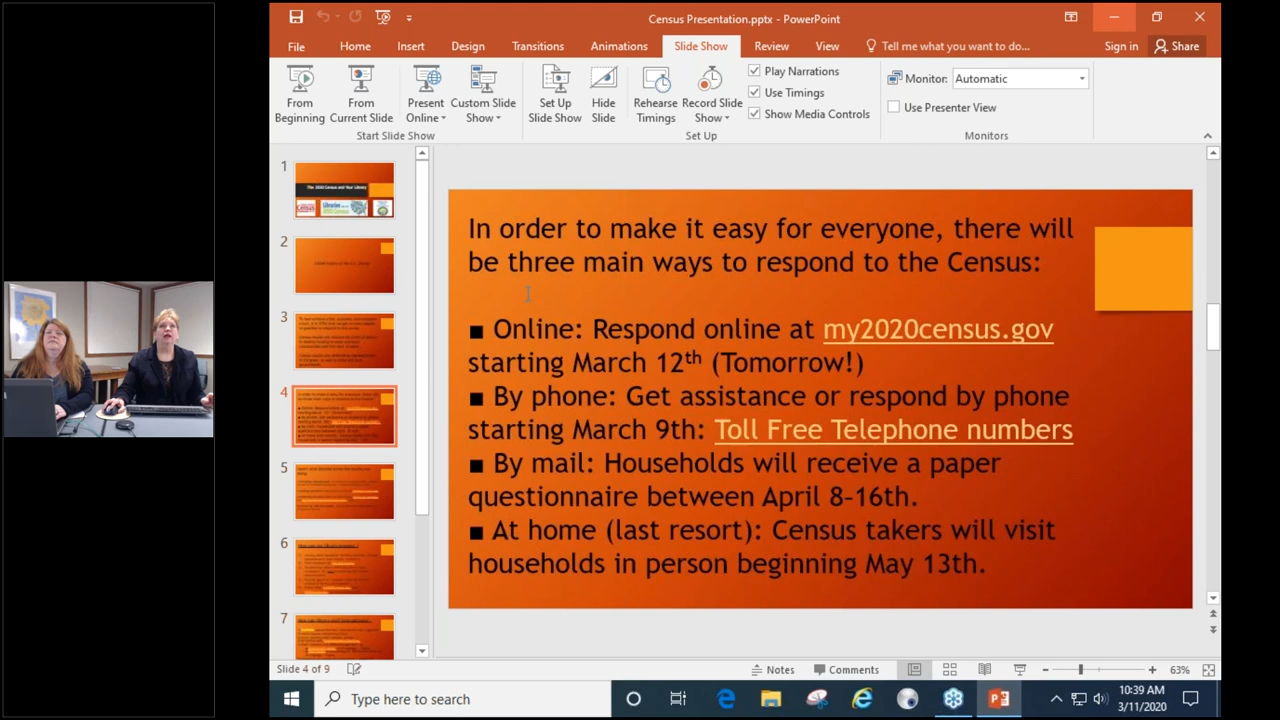 Census Presentation.pptx - PowerPoint
File Home Insert Design Transitions Animations Slide Show Review View Tell me what you want to do... Sign in Share
From Beginning
From Current Slide
Present Online
Custom Slide Show
Set Up Slide Show
Hide Slide
Rehearse Timings
Record Slide Show
Play Narrations
Use Timings
Show Media Controls
Monitor: Automatic
Use Presenter View
Start Slide Show Set Up Monitors
1
2
3
4
5
6
7
In order to make it easy for everyone, there will
be three main ways to respond to the Census:
■ Online: Respond online at my2020census.gov
starting March 12th (Tomorrow!)
■ By phone: Get assistance or respond by phone
starting March 9th: Toll Free Telephone numbers
■ By mail: Households will receive a paper
questionnaire between April 8-16th.
■ At home (last resort): Census takers will visit
households in person beginning May 13th.
Slide 4 of 9 Notes Comments 63%
Type here to search
10:39 AM
3/11/2020